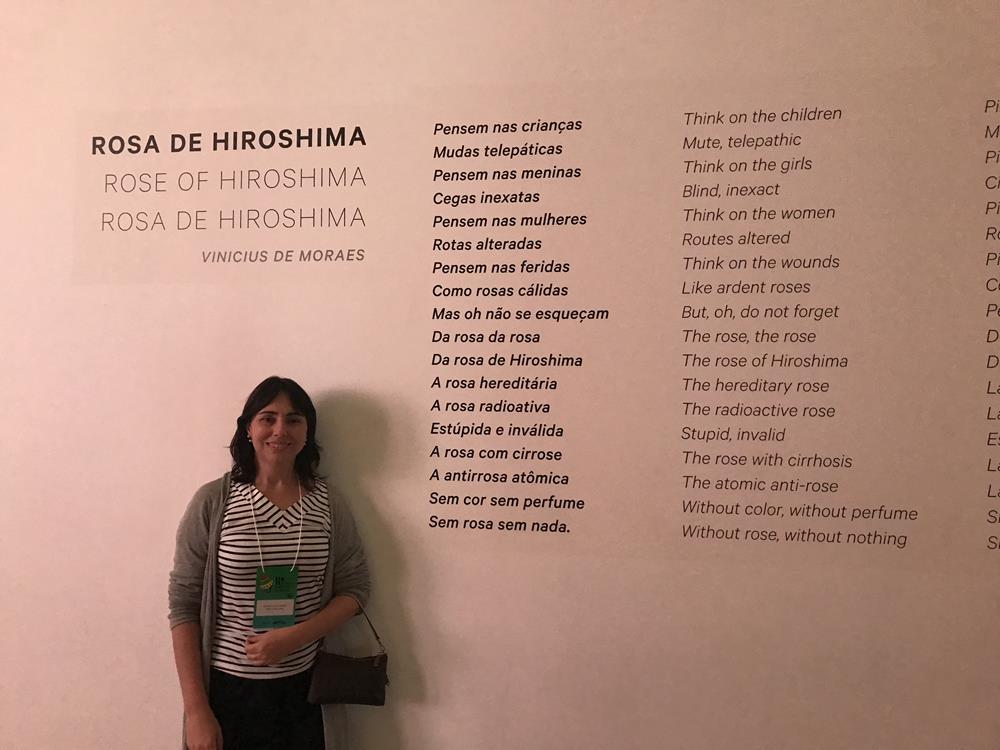 ROSA DE HIROSHIMA
ROSE OF HIROSHIMA
ROSA DE HIROSHIMA
VINICIUS DE MORAES
Pensem nas crianças
Mudas telepáticas
Pensem nas meninas
Cegas inexatas
Pensem nas mulheres
Rotas alteradas
Pensem nas feridas
Como rosas cálidas
Mas oh não se esqueçam
Da rosa da rosa
Da rosa de Hiroshima
A rosa hereditária
A rosa radioativa
Estúpida e inválida
A rosa com cirrose
A antirrosa atômica
Sem cor sem perfume
Sem rosa sem nada.
Think on the children
Mute, telepathic
Think on the girls
Blind, inexact
Think on the women
Routes altered
Think on the wounds
Like ardent roses
But, oh, do not forget
The rose, the rose
The rose of Hiroshima
The hereditary rose
The radioactive rose
Stupid, invalid
The rose with cirrhosis
The atomic anti-rose
Without color, without perfume
Without rose, without nothing